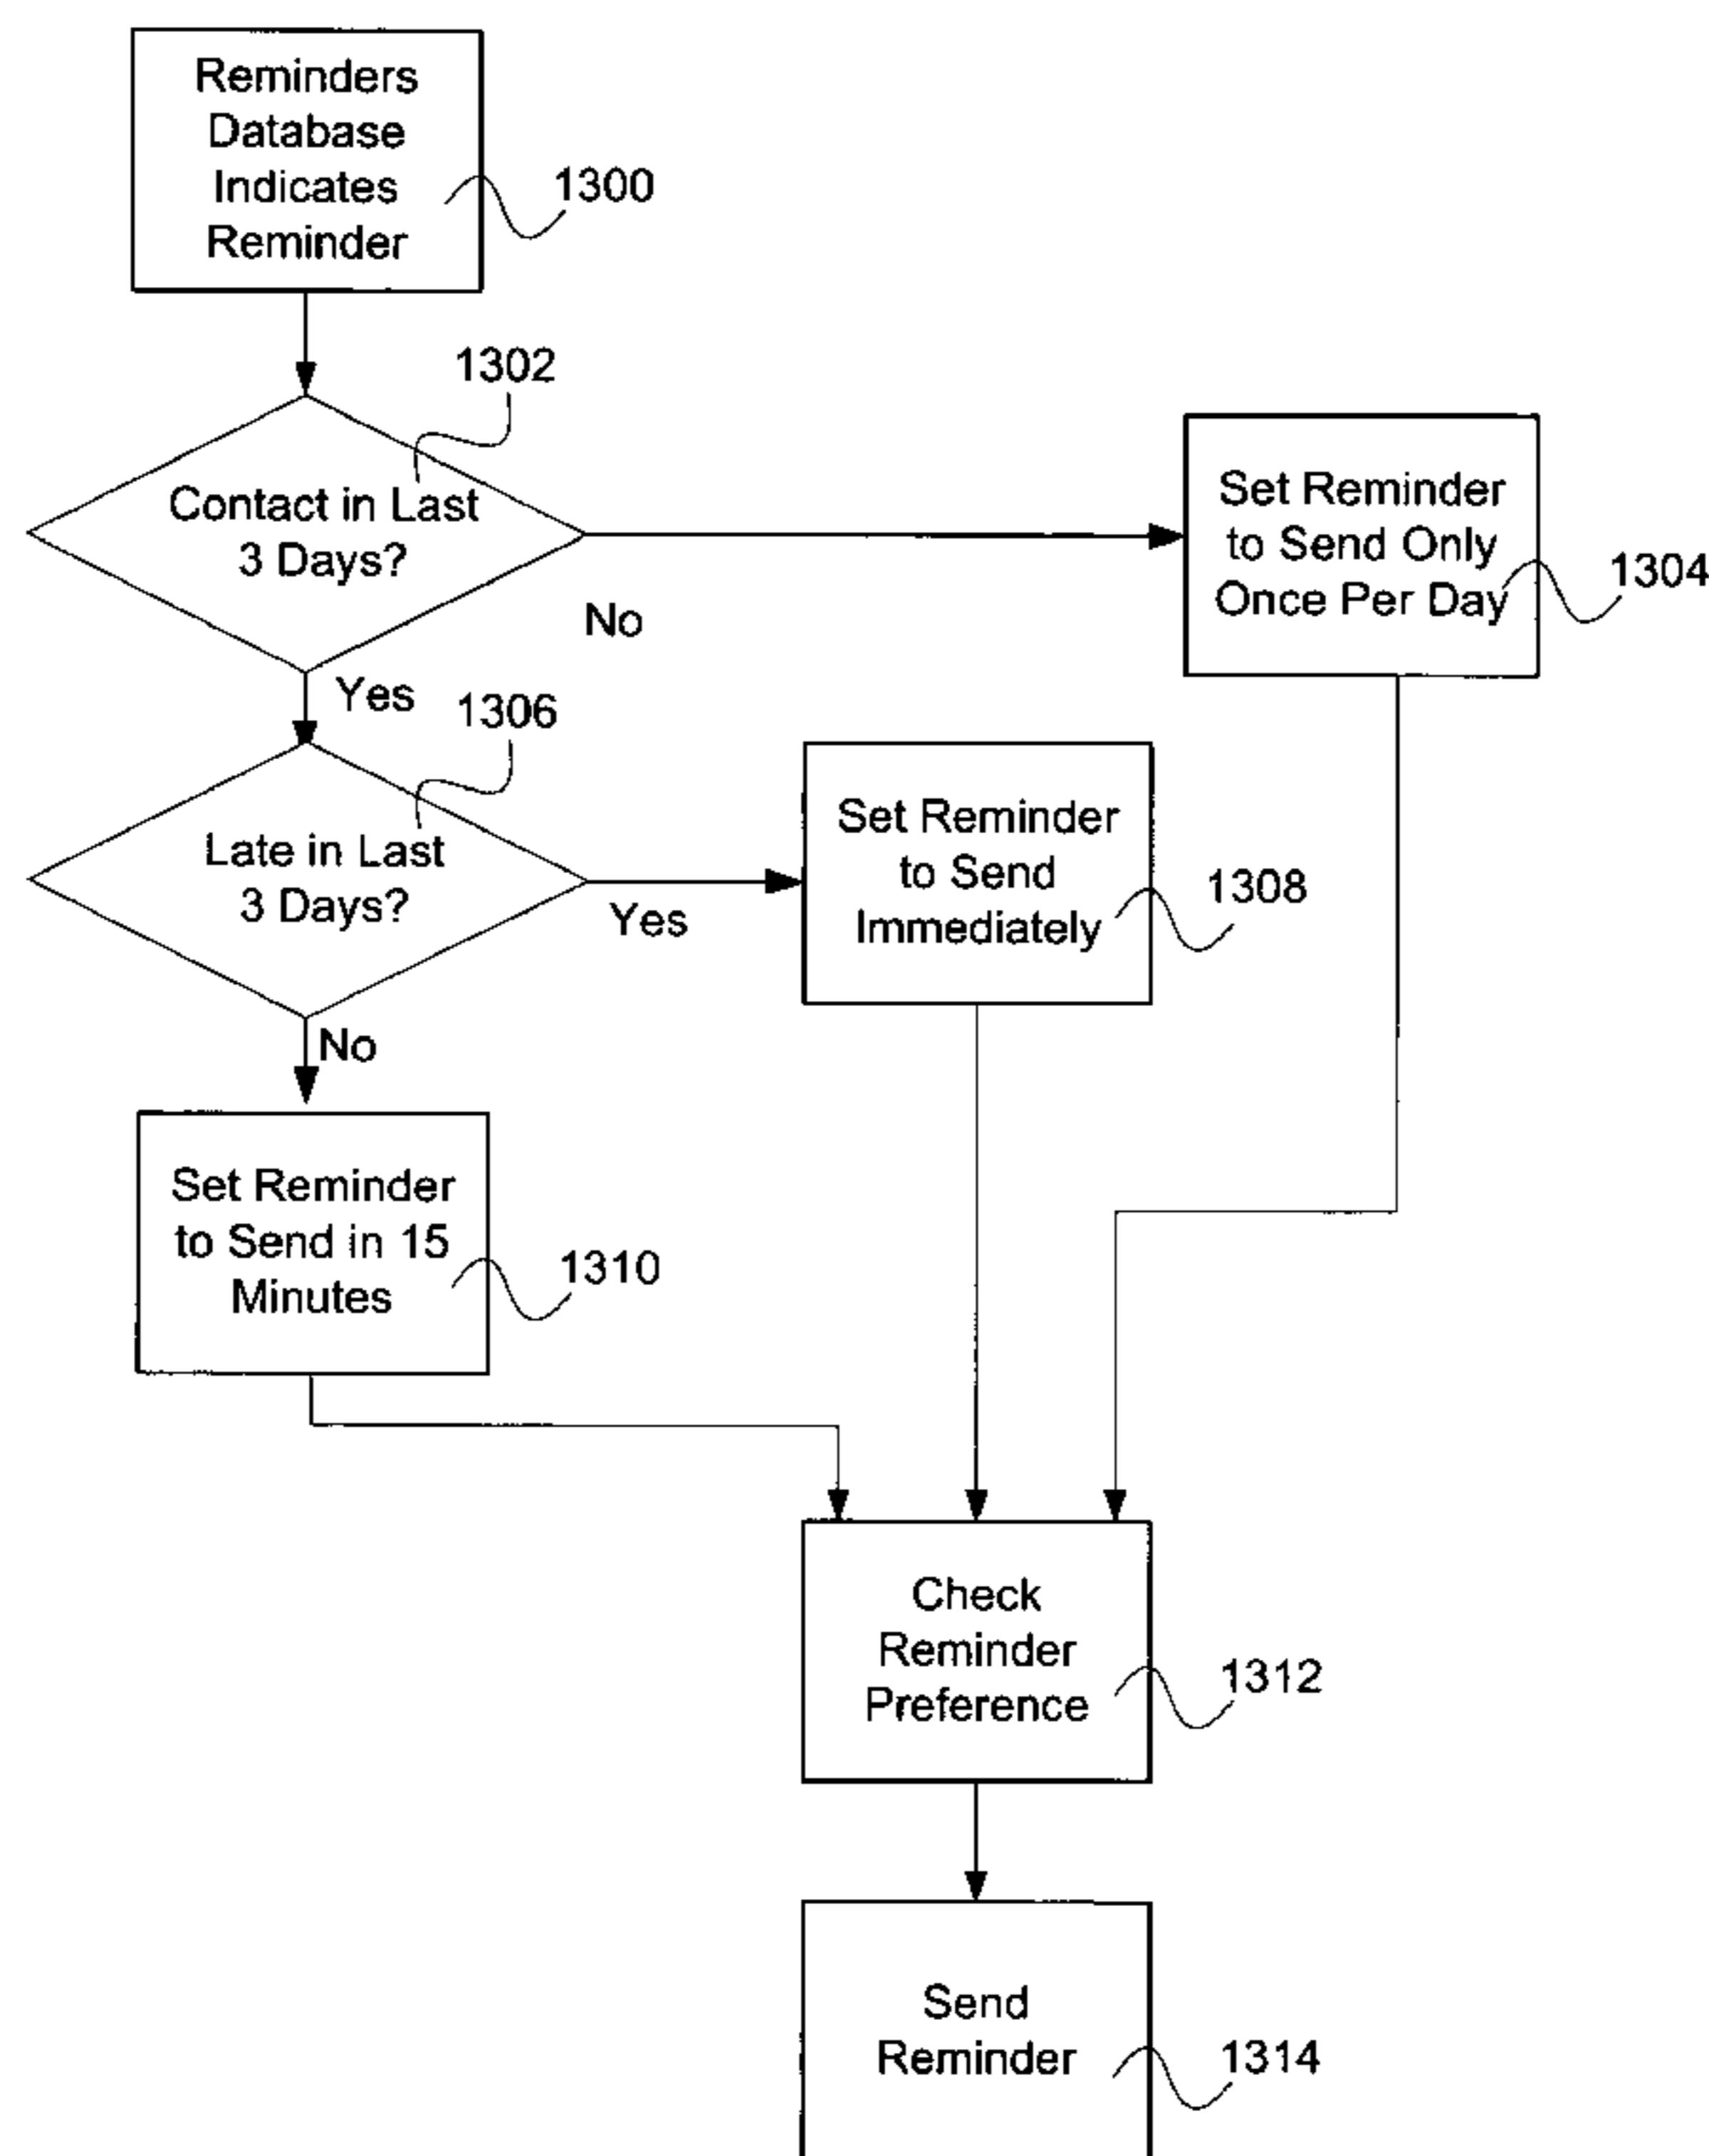 Reminders
Database
Indicates
Reminder
1300
1302
Contact in Last
3 Days?
No
Yes
Set Reminder
to Send Only
Once Per Day
1304
1306
Late in Last
3 Days?
Yes
No
Set Reminder
to Send
Immediately
1308
Set Reminder
to Send in 15
Minutes
1310
Check
Reminder
Preference
1312
Send
Reminder
1314